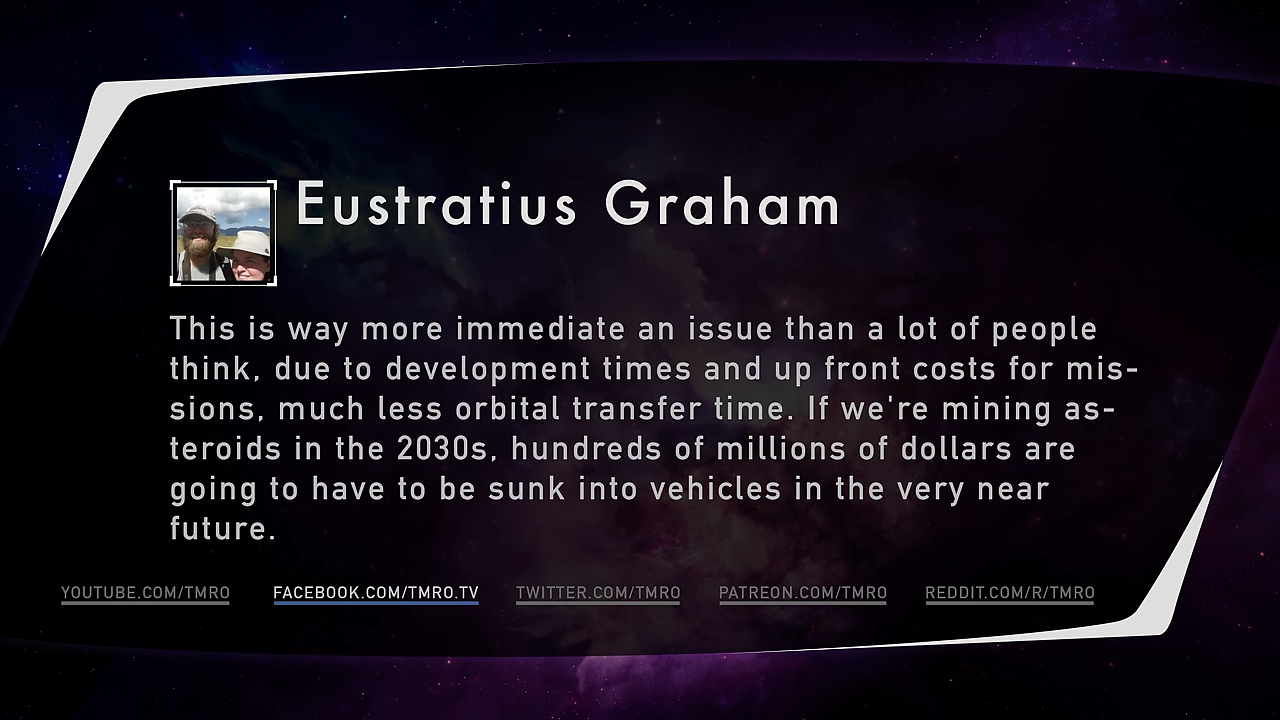 Eustratius Graham
This is way more immediate an issue than a lot of people
think, due to development times and up front costs for mis-
sions, much less orbital transfer time. If we're mining as-
teroids in the 2030s, hundreds of millions of dollars are
going to have to be sunk into vehicles in the very near
future.
YOUTUBE.COM/TMRO FACEBOOK.COM/TMRO.TV TWITTER.COM/TMRO PATREON.COM/TMRO REDDIT.COM/R/TMRO